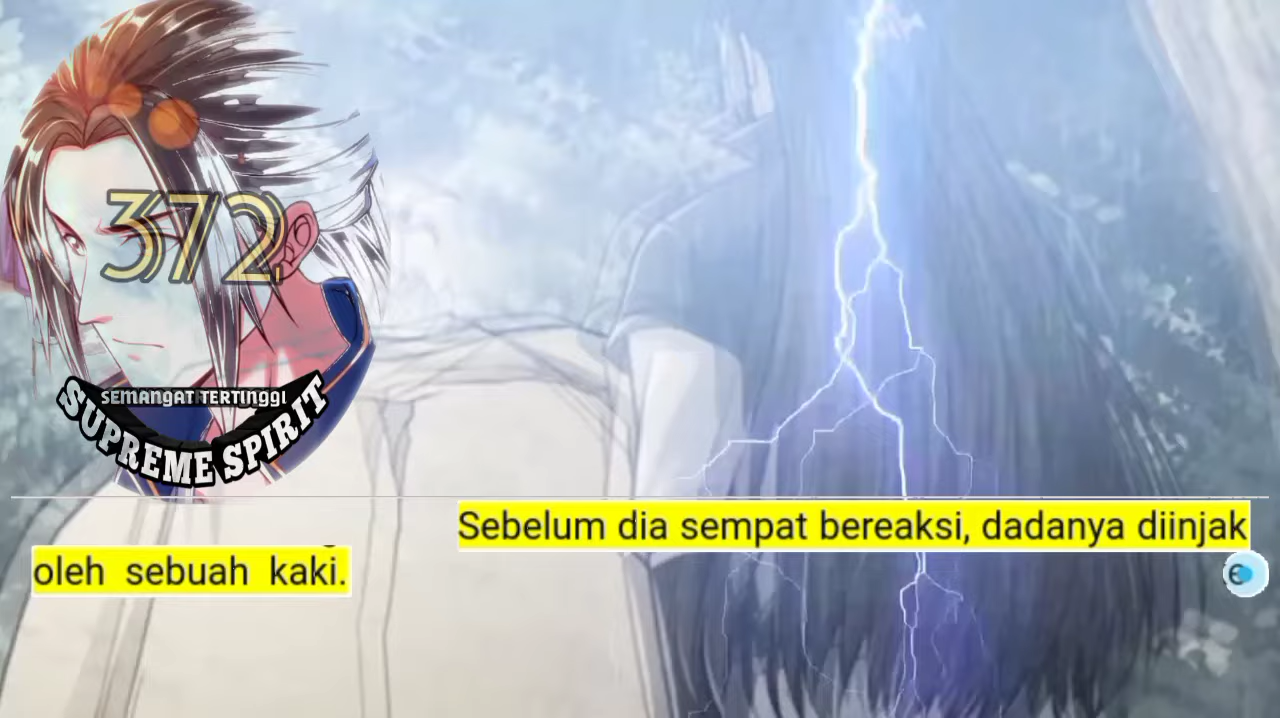 372
SEMANGAT TERTINGGI
SUPREME SPIRIT
Sebelum dia sempat bereaksi, dadanya diinjak
oleh sebuah kaki.